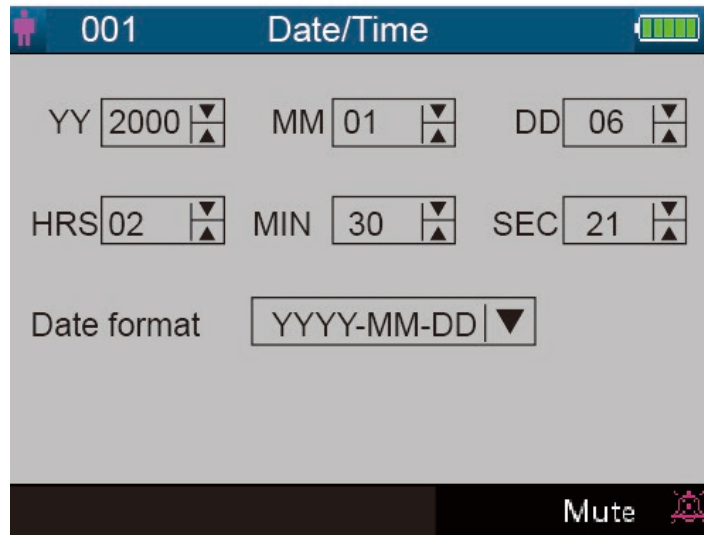 001 Date/Time
YY 2000 MM 01 DD 06
HRS 02 MIN 30 SEC 21
Date format YYYY-MM-DD
Mute